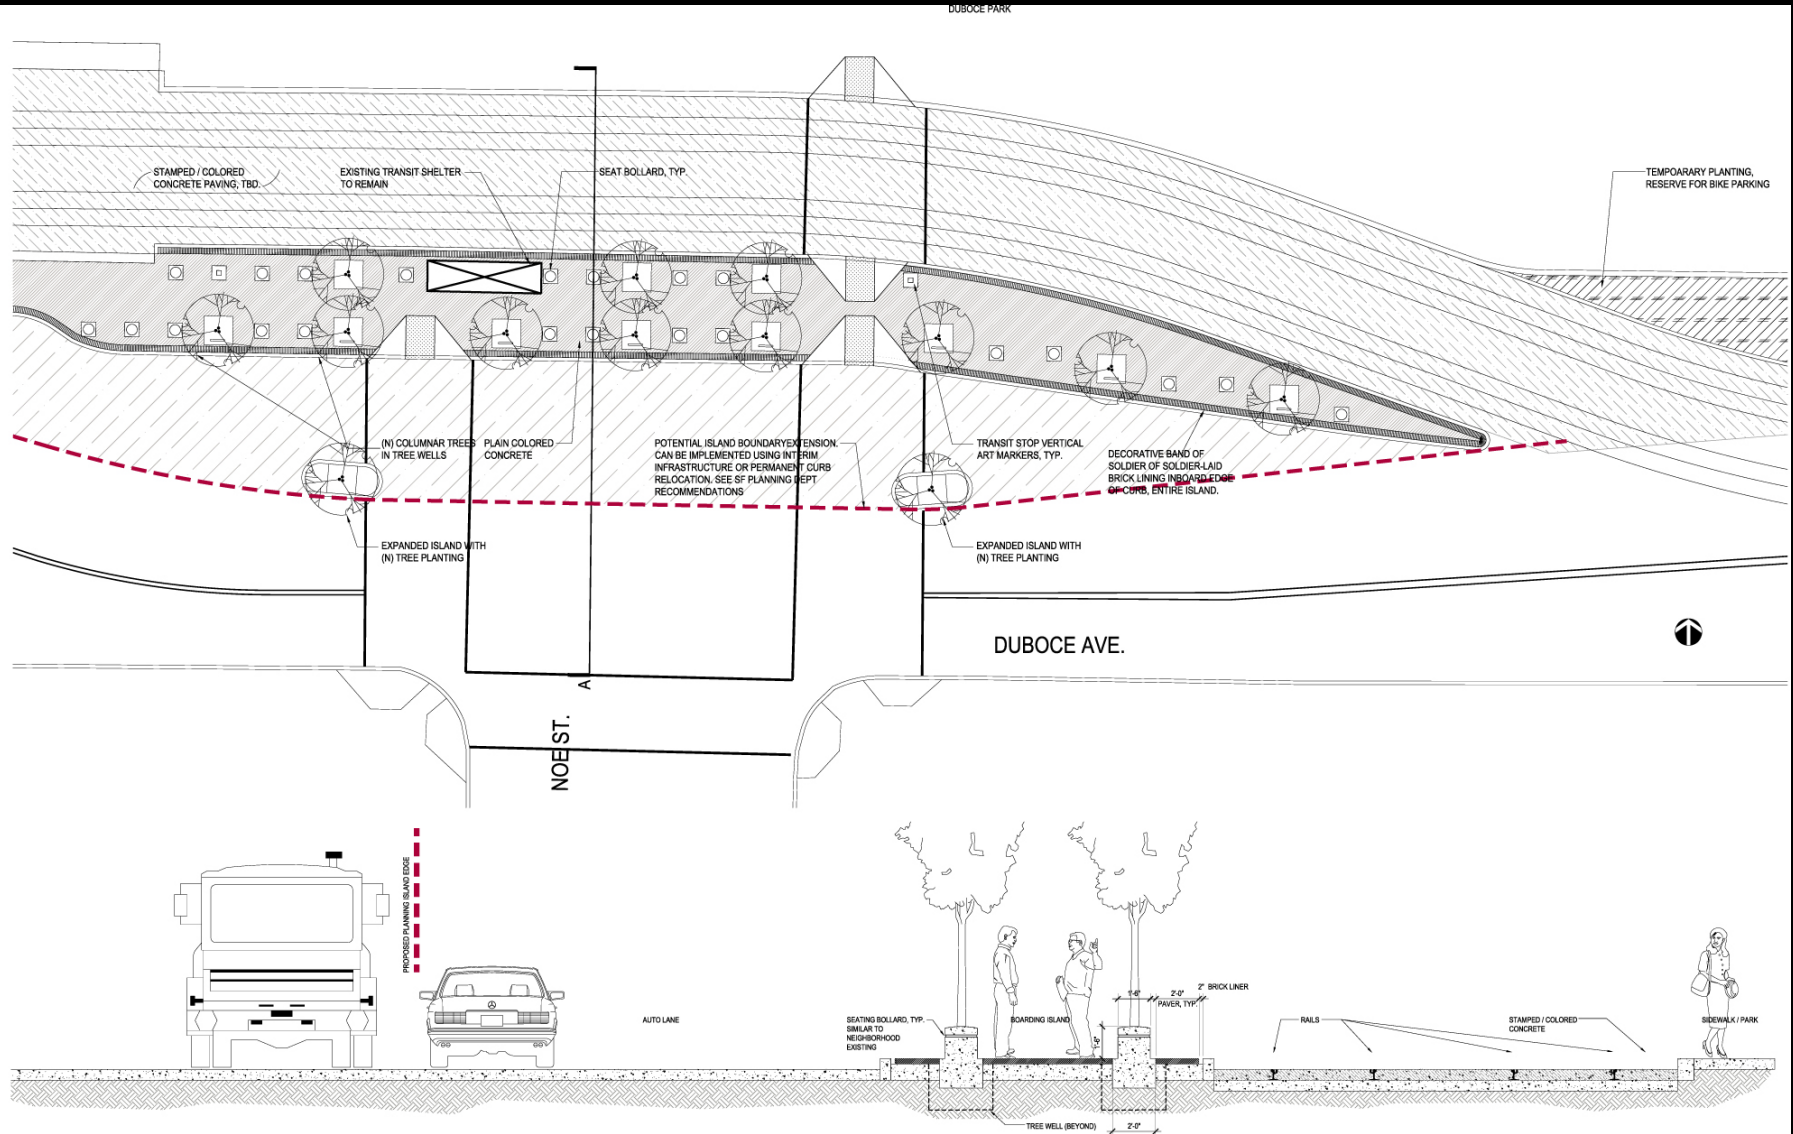 DUBOCE PARK
STAMPED / COLORED
CONCRETE PAVING, TBD.
EXISTING TRANSIT SHELTER
TO REMAIN
SEAT BOLLARD, TYP.
TEMPOARARY PLANTING,
RESERVE FOR BIKE PARKING
(N) COLUMNAR TREES
IN TREE WELLS
PLAIN COLORED
CONCRETE
POTENTIAL ISLAND BOUNDARY EXTENSION.
CAN BE IMPLEMENTED USING INTERIM
INFRASTRUCTURE OR PERMANENT CURB
RELOCATION. SEE SF PLANNING DEPT
RECOMMENDATIONS
TRANSIT STOP VERTICAL
ART MARKERS, TYP.
DECORATIVE BAND OF
SOLDIER OF SOLDIER-LAID
BRICK LINING INBOARD EDGE
OF CURB, ENTIRE ISLAND.
EXPANDED ISLAND WITH
(N) TREE PLANTING
EXPANDED ISLAND WITH
(N) TREE PLANTING
DUBOCE AVE.
A
NOE ST.
PROPOSED PLANNING ISLAND EDGE
AUTO LANE
SEATING BOLLARD, TYP.
SIMILAR TO
NEIGHBORHOOD
EXISTING
BOARDING ISLAND
1'-6"
2'-0"
2" BRICK LINER
PAVER, TYP.
1'-8"
RAILS
STAMPED / COLORED
CONCRETE
SIDEWALK / PARK
TREE WELL (BEYOND)
2'-0"